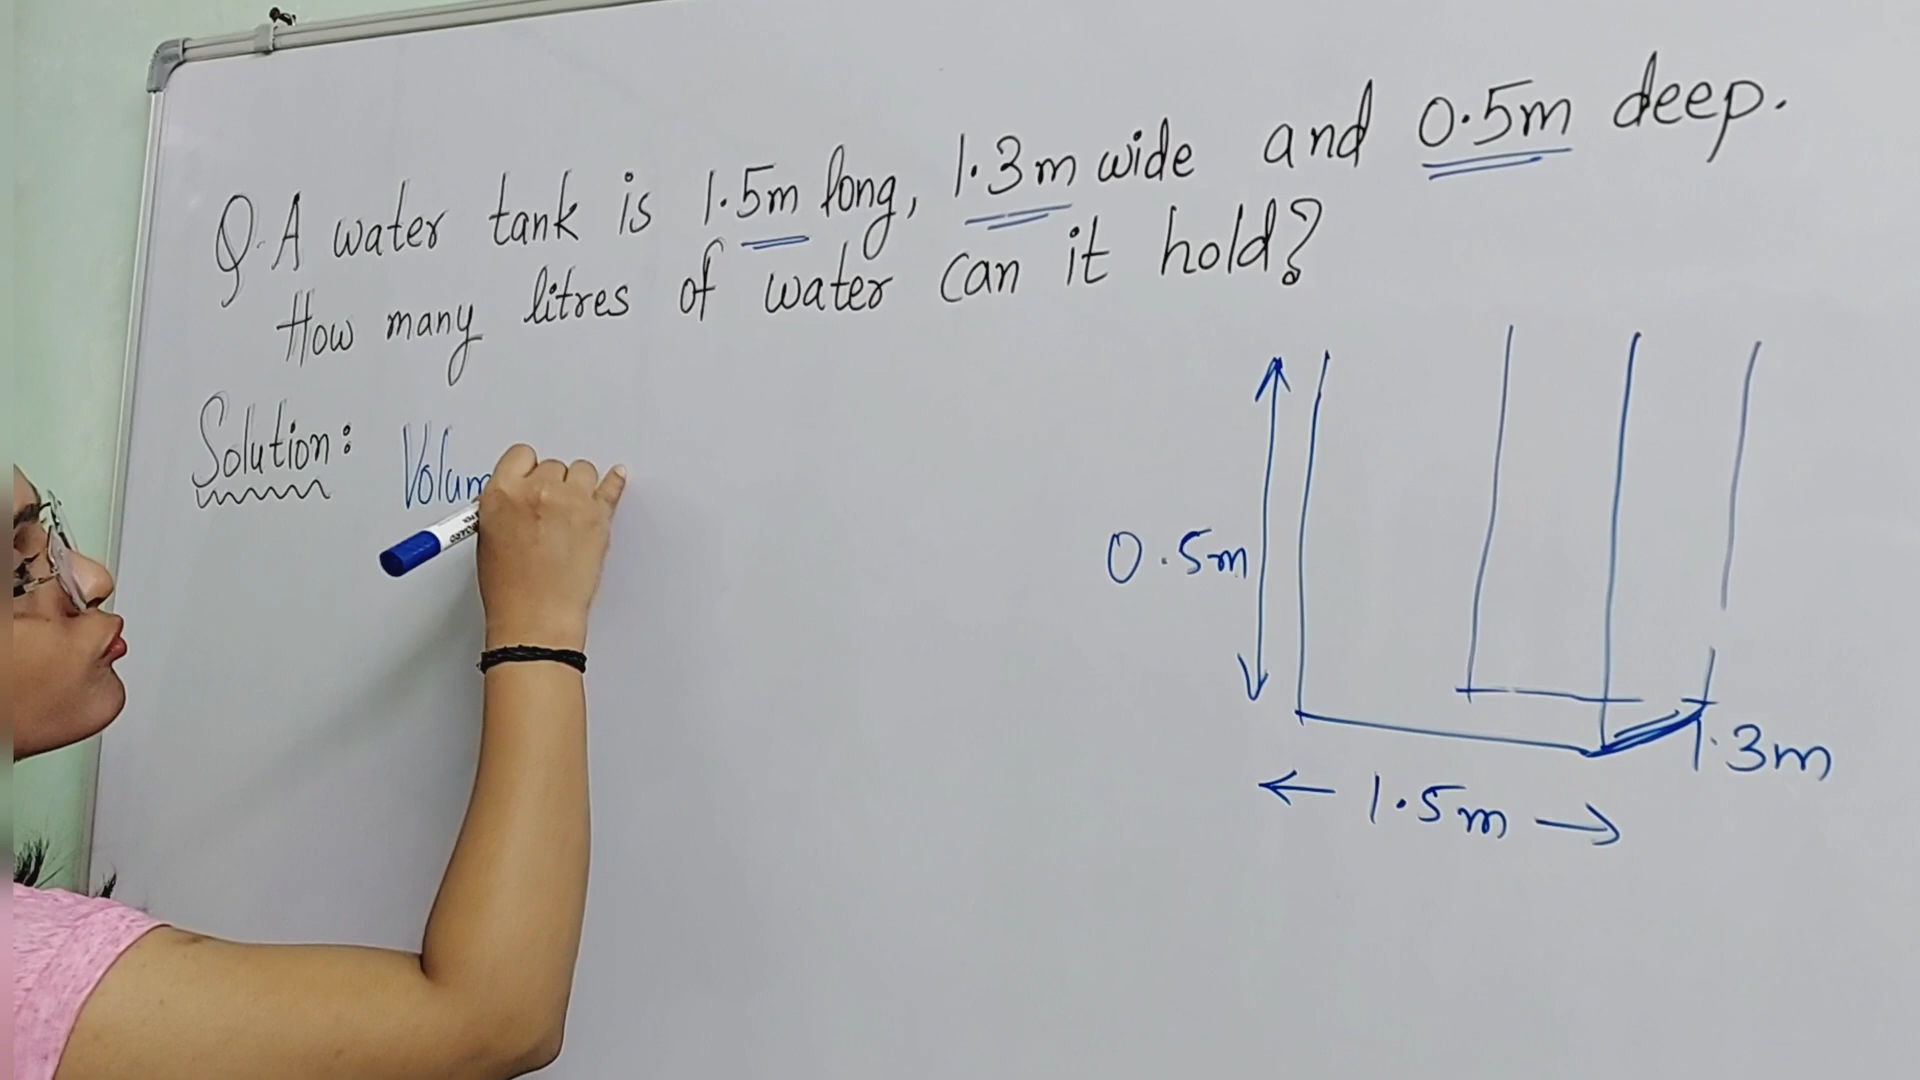 Q. A water tank is 1.5m long, 1.3m wide and 0.5m deep.
How many litres of water can it hold?
Solution: Volum
0.5m
1.3m
1.5m